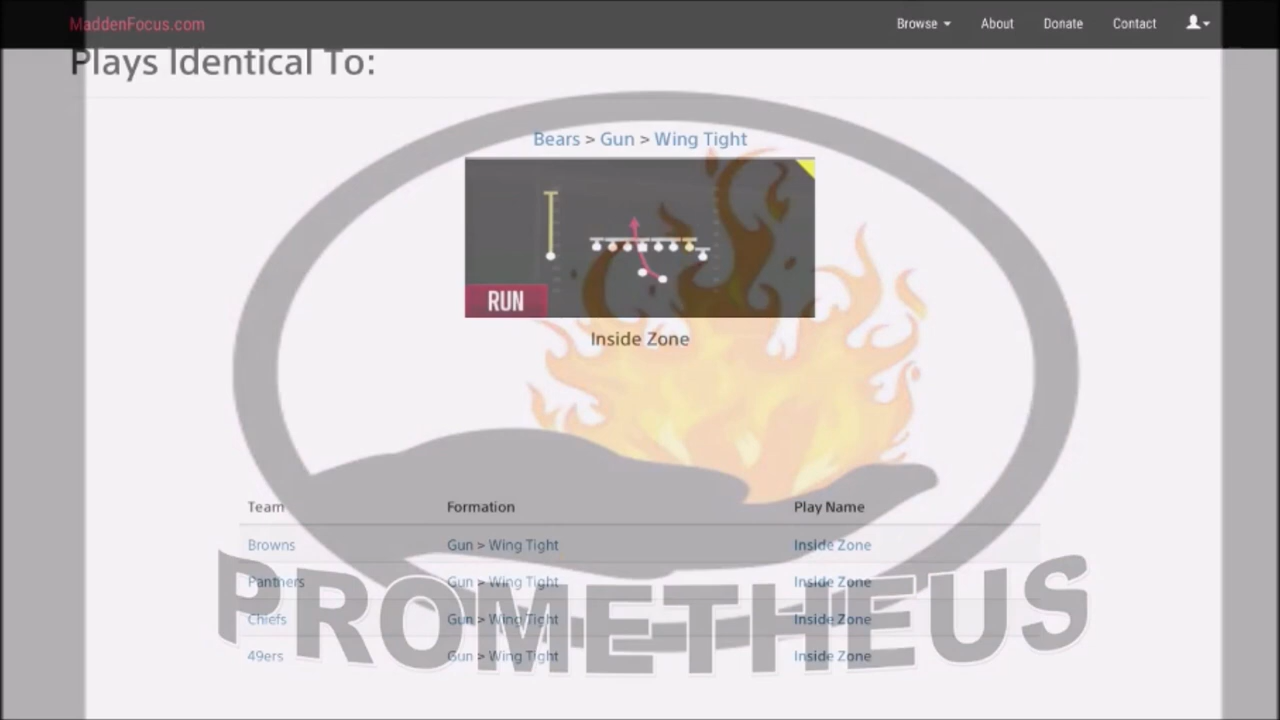 MaddenFocus.com Browse About Donate Contact
Plays Identical To:
Bears > Gun > Wing Tight
RUN
Inside Zone
Team Formation Play Name
Browns Gun > Wing Tight Inside Zone
Panthers Gun > Wing Tight Inside Zone
Chiefs Gun > Wing Tight Inside Zone
49ers Gun > Wing Tight Inside Zone
PROMETHEUS